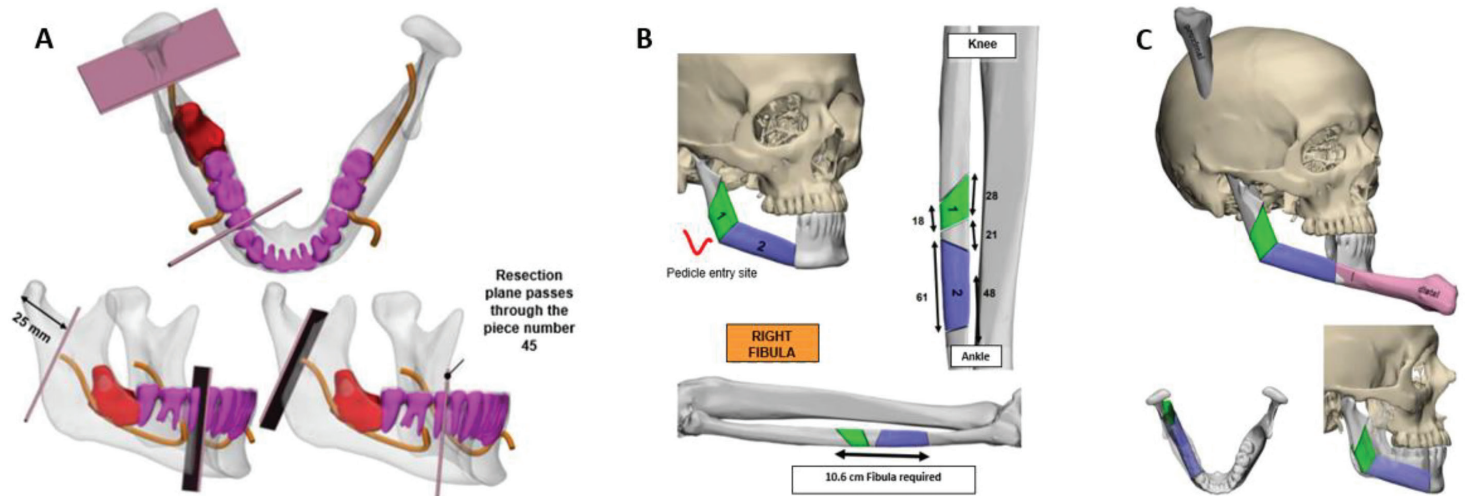 A
25 mm
Resection
plane passes
through the
piece number
45
B
1
2
Pedicle entry site
Knee
1
28
18
21
2
61
48
Ankle
RIGHT
FIBULA
10.6 cm Fibula required
C
proximal
distal